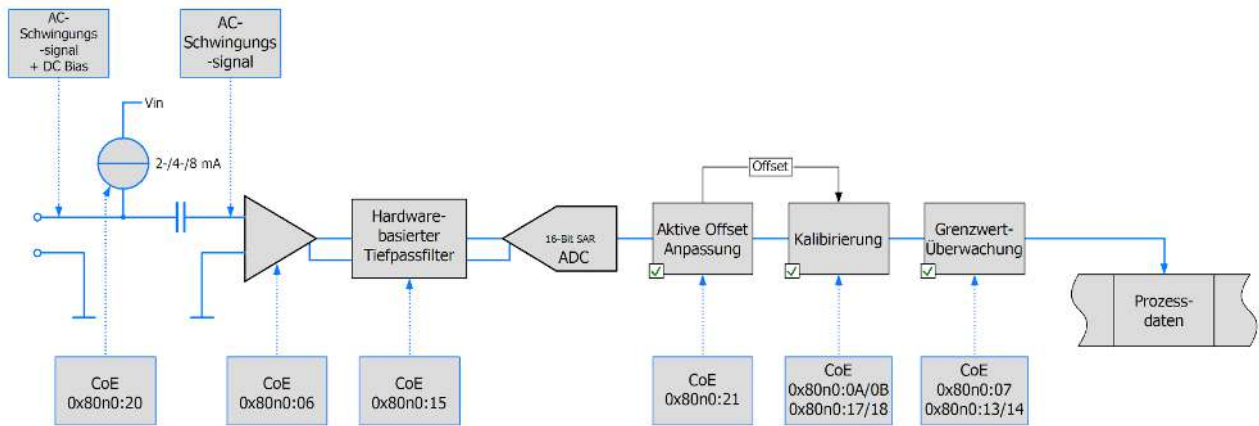 AC-
Schwingungs
-signal
+ DC Bias
AC-
Schwingungs
-signal
Vin
2-/4-/8 mA
Offset
Hardware-
basierter
Tiefpassfilter
16-Bit SAR
ADC
Aktive Offset
Anpassung
Kalibirierung
Grenzwert-
Überwachung
Prozess-
daten
CoE
0x80n0:20
CoE
0x80n0:06
CoE
0x80n0:15
CoE
0x80n0:21
CoE
0x80n0:0A/0B
0x80n0:17/18
CoE
0x80n0:07
0x80n0:13/14